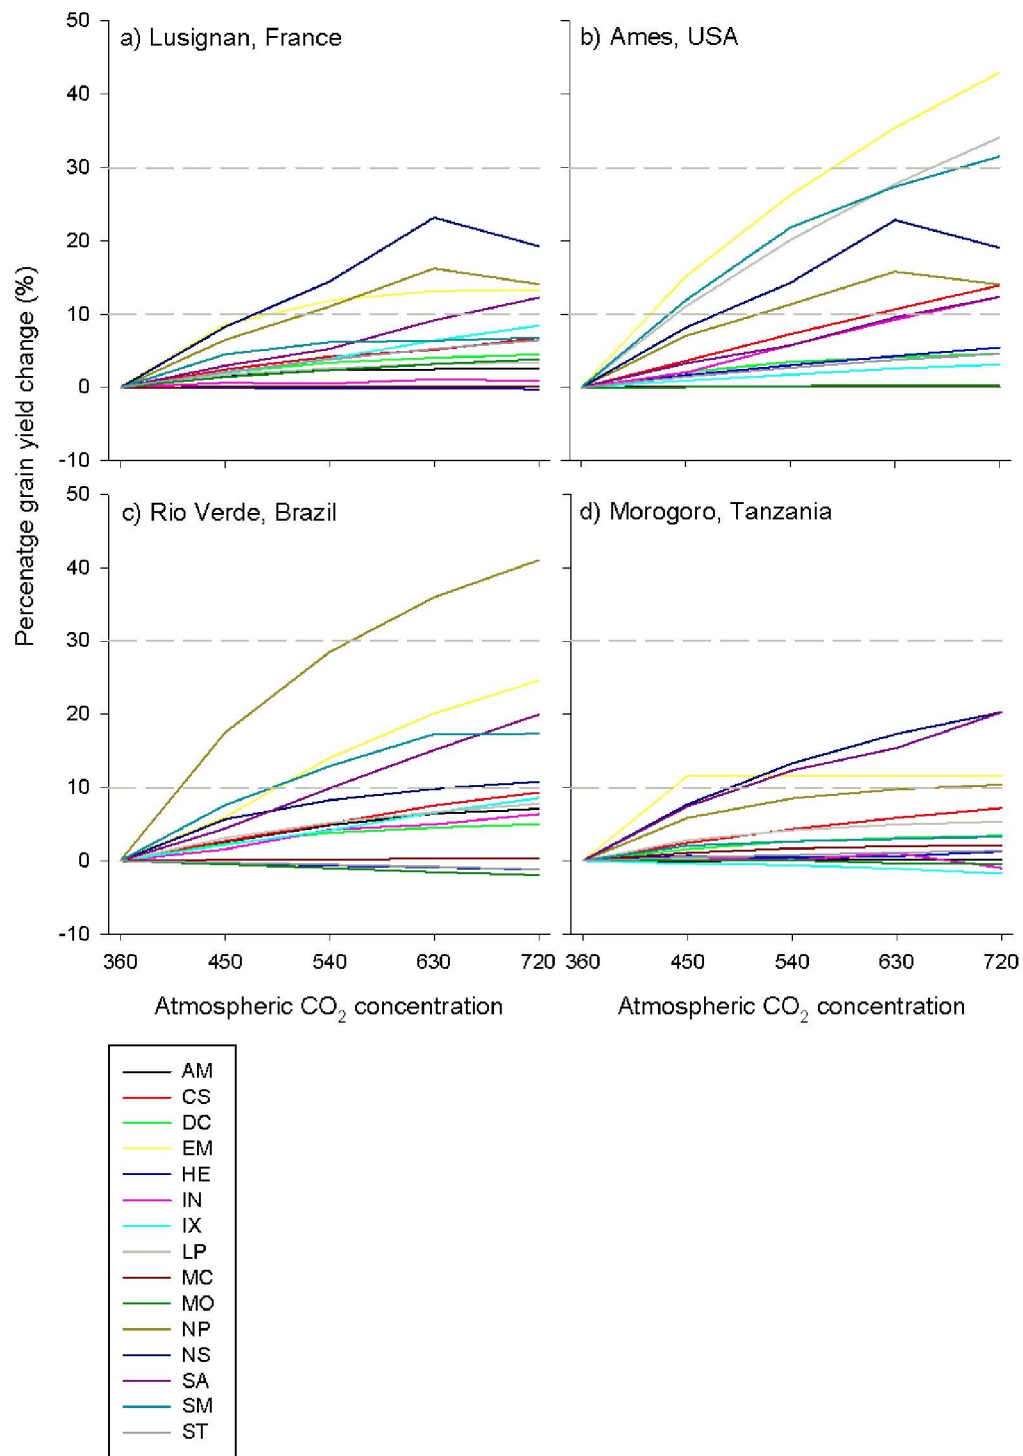 50
a) Lusignan, France
b) Ames, USA
40
30
20
10
0
-10
Percenatge grain yield change (%)
50
c) Rio Verde, Brazil
d) Morogoro, Tanzania
40
30
20
10
0
-10
360 450 540 630 720 360 450 540 630 720
Atmospheric CO₂ concentration
Atmospheric CO₂ concentration
AM
CS
DC
EM
HE
IN
IX
LP
MC
MO
NP
NS
SA
SM
ST